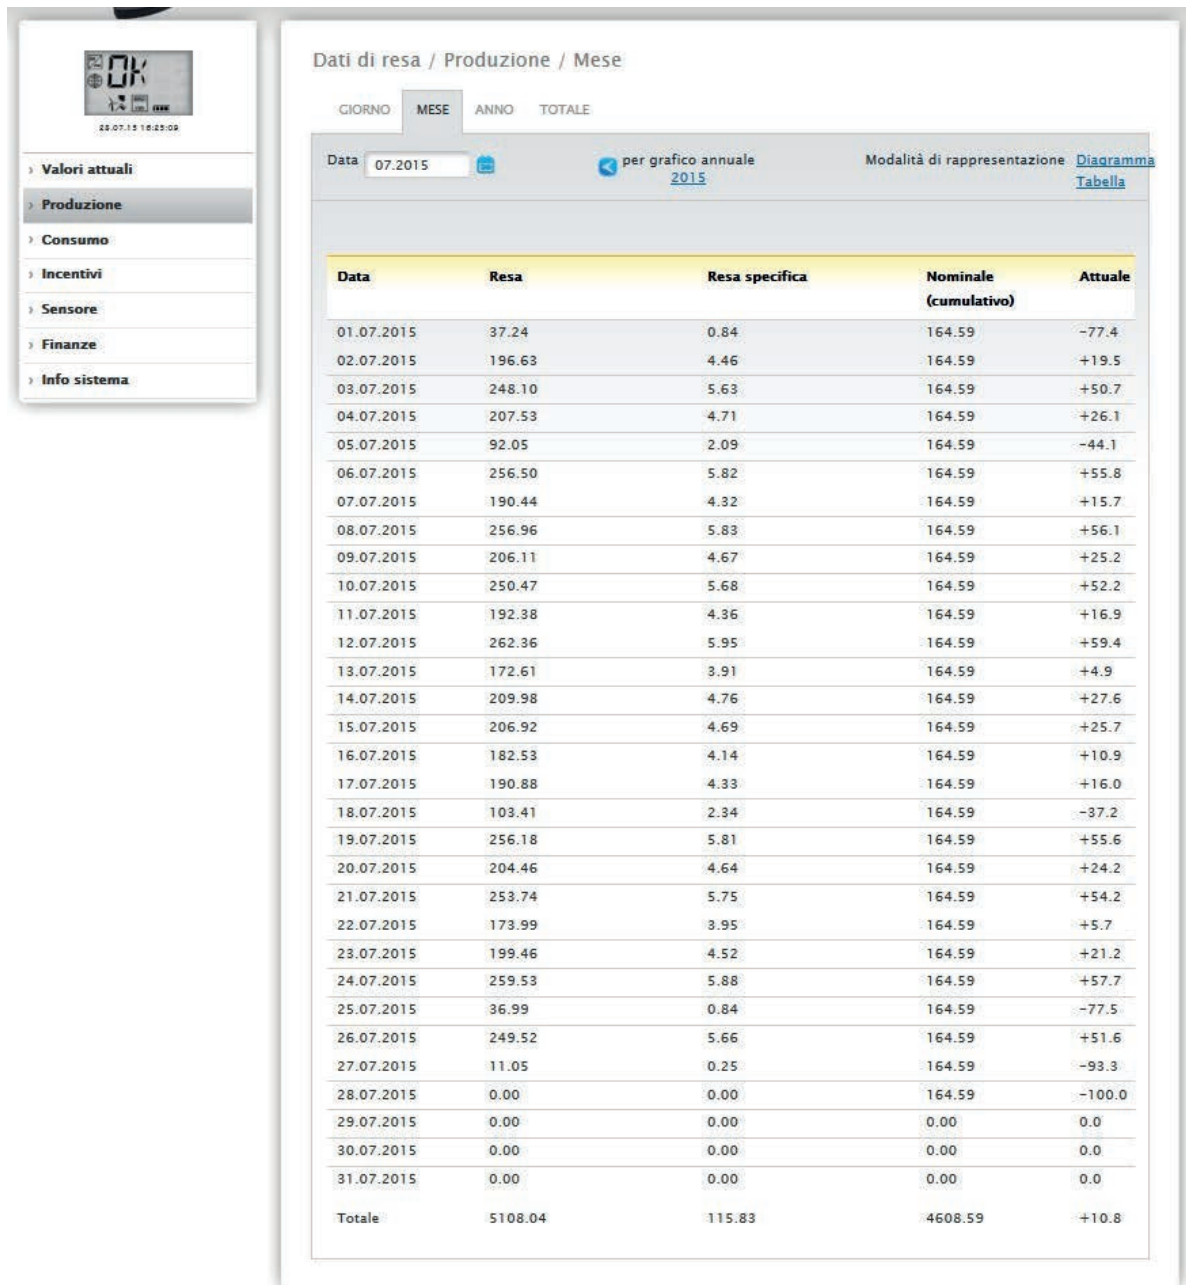 OK
28.07.15 16:25:09
Valori attuali
Produzione
Consumo
Incentivi
Sensore
Finanze
Info sistema
Dati di resa / Produzione / Mese
GIORNO MESE ANNO TOTALE
Data 07.2015 per grafico annuale 2015 Modalità di rappresentazione Diagramma
Tabella
Data Resa Resa specifica Nominale (cumulativo) Attuale
01.07.2015 37.24 0.84 164.59 -77.4
02.07.2015 196.63 4.46 164.59 +19.5
03.07.2015 248.10 5.63 164.59 +50.7
04.07.2015 207.53 4.71 164.59 +26.1
05.07.2015 92.05 2.09 164.59 -44.1
06.07.2015 256.50 5.82 164.59 +55.8
07.07.2015 190.44 4.32 164.59 +15.7
08.07.2015 256.96 5.83 164.59 +56.1
09.07.2015 206.11 4.67 164.59 +25.2
10.07.2015 250.47 5.68 164.59 +52.2
11.07.2015 192.38 4.36 164.59 +16.9
12.07.2015 262.36 5.95 164.59 +59.4
13.07.2015 172.61 3.91 164.59 +4.9
14.07.2015 209.98 4.76 164.59 +27.6
15.07.2015 206.92 4.69 164.59 +25.7
16.07.2015 182.53 4.14 164.59 +10.9
17.07.2015 190.88 4.33 164.59 +16.0
18.07.2015 103.41 2.34 164.59 -37.2
19.07.2015 256.18 5.81 164.59 +55.6
20.07.2015 204.46 4.64 164.59 +24.2
21.07.2015 253.74 5.75 164.59 +54.2
22.07.2015 173.99 3.95 164.59 +5.7
23.07.2015 199.46 4.52 164.59 +21.2
24.07.2015 259.53 5.88 164.59 +57.7
25.07.2015 36.99 0.84 164.59 -77.5
26.07.2015 249.52 5.66 164.59 +51.6
27.07.2015 11.05 0.25 164.59 -93.3
28.07.2015 0.00 0.00 164.59 -100.0
29.07.2015 0.00 0.00 0.00 0.0
30.07.2015 0.00 0.00 0.00 0.0
31.07.2015 0.00 0.00 0.00 0.0
Totale 5108.04 115.83 4608.59 +10.8